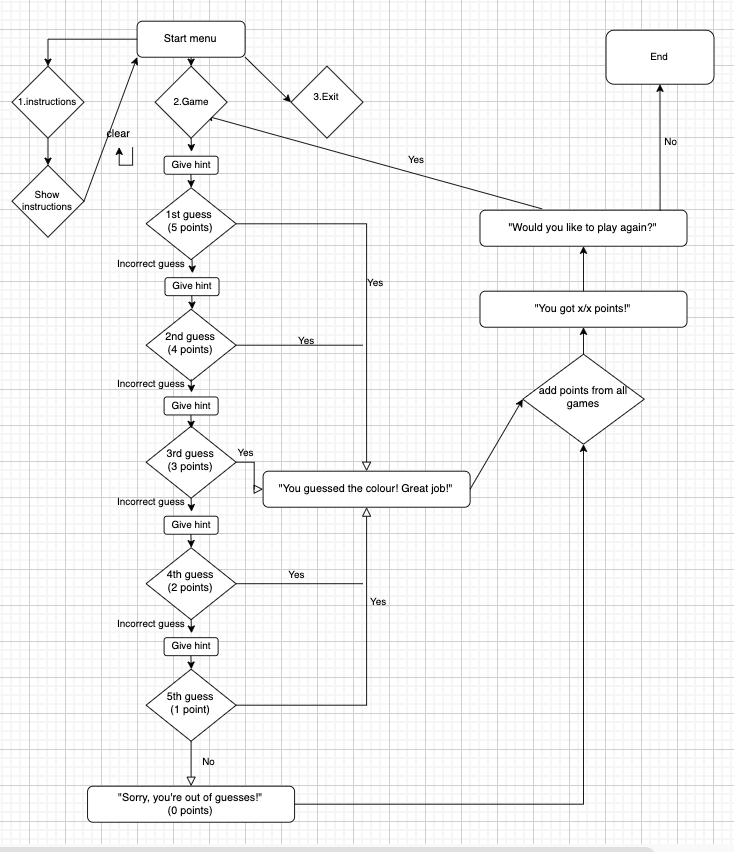 Start menu
End
1.instructions
2.Game
3.Exit
clear
No
Yes
Give hint
Show
instructions
1st guess
(5 points)
"Would you like to play again?"
Incorrect guess
Yes
Give hint
"You got x/x points!"
2nd guess
(4 points)
Yes
Incorrect guess
add points from all
games
Give hint
3rd guess
(3 points)
Yes
"You guessed the colour! Great job!"
Incorrect guess
Give hint
4th guess
(2 points)
Yes
Yes
Incorrect guess
Give hint
5th guess
(1 point)
No
"Sorry, you're out of guesses!"
(0 points)